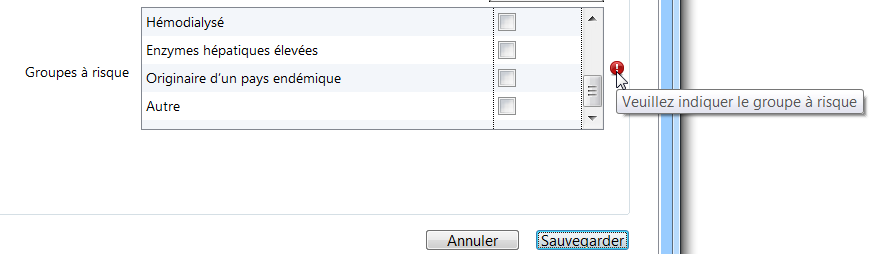 Hémodialysé
Enzymes hépatiques élevées
Groupes à risque
Originaire d'un pays endémique
Autre
Veuillez indiquer le groupe à risque
Annuler
Sauvegarder